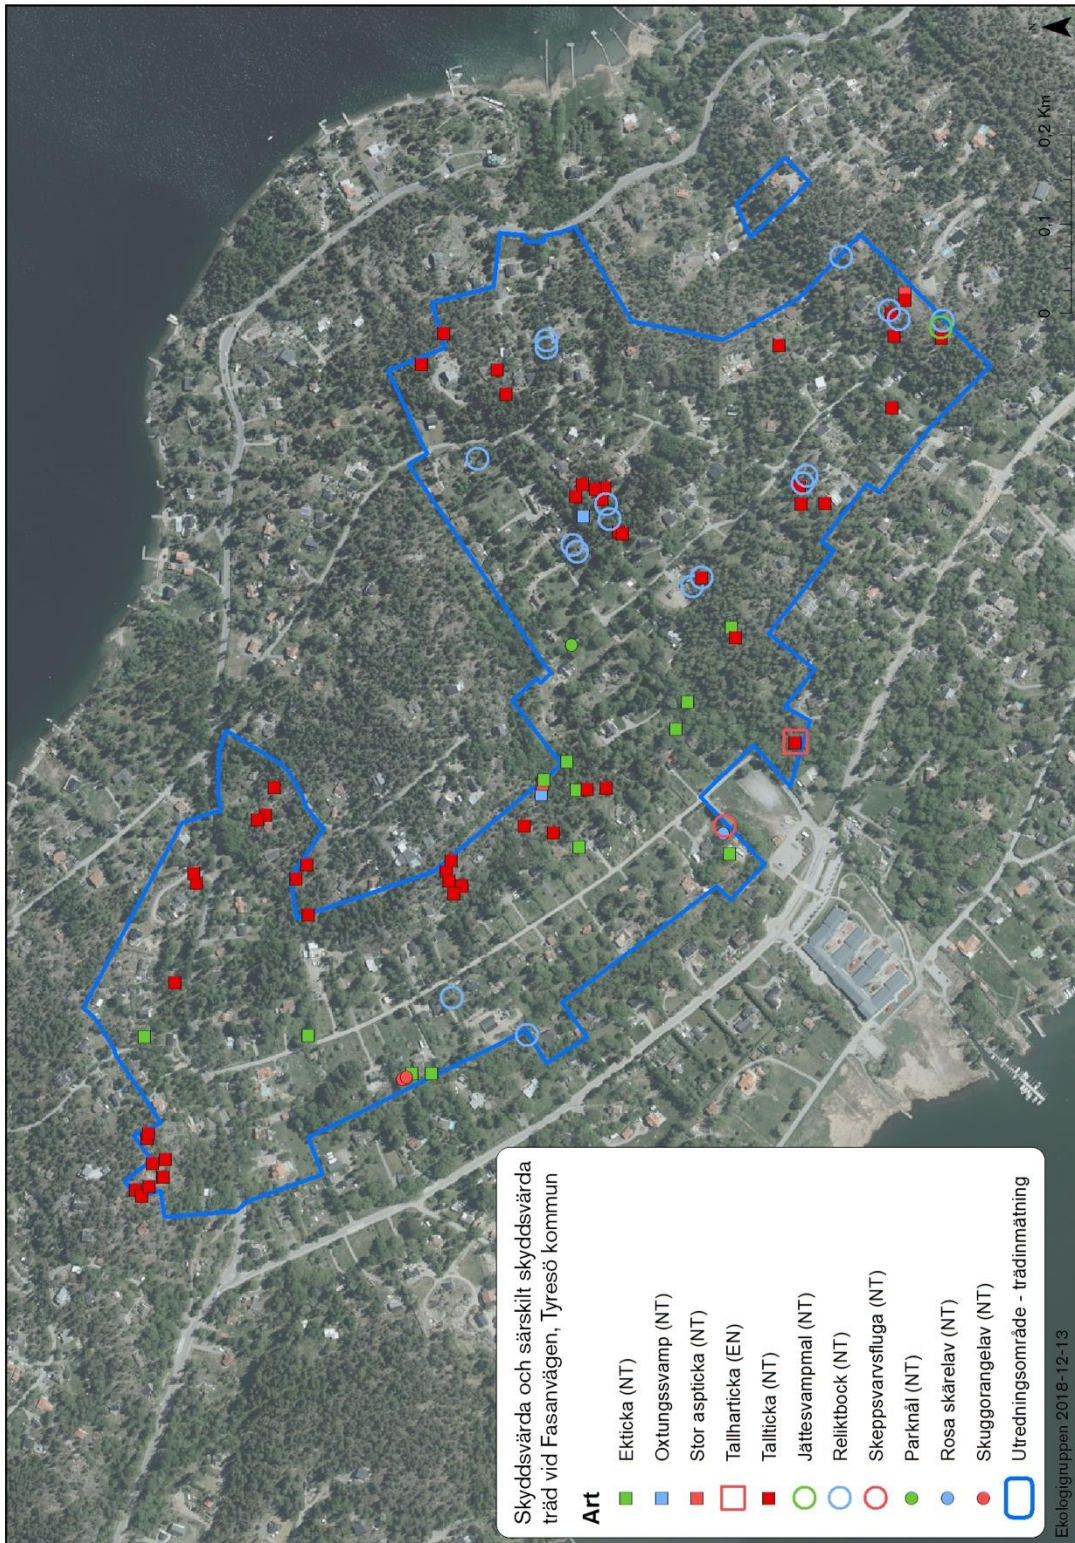 Skyddsvärda och särskilt skyddsvärda
träd vid Fasanvägen, Tyresö kommun
Art
Ekticka (NT)
Oxtungssvamp (NT)
Stor aspticka (NT)
Tallharticka (EN)
Tallticka (NT)
Jättesvampmal (NT)
Reliktbock (NT)
Skeppsvarvsfluga (NT)
Parknål (NT)
Rosa skärelav (NT)
Skuggorangelav (NT)
Utredningsområde - trädinmätning
Ekologigruppen 2018-12-13
0 0,1 0,2 Km
N